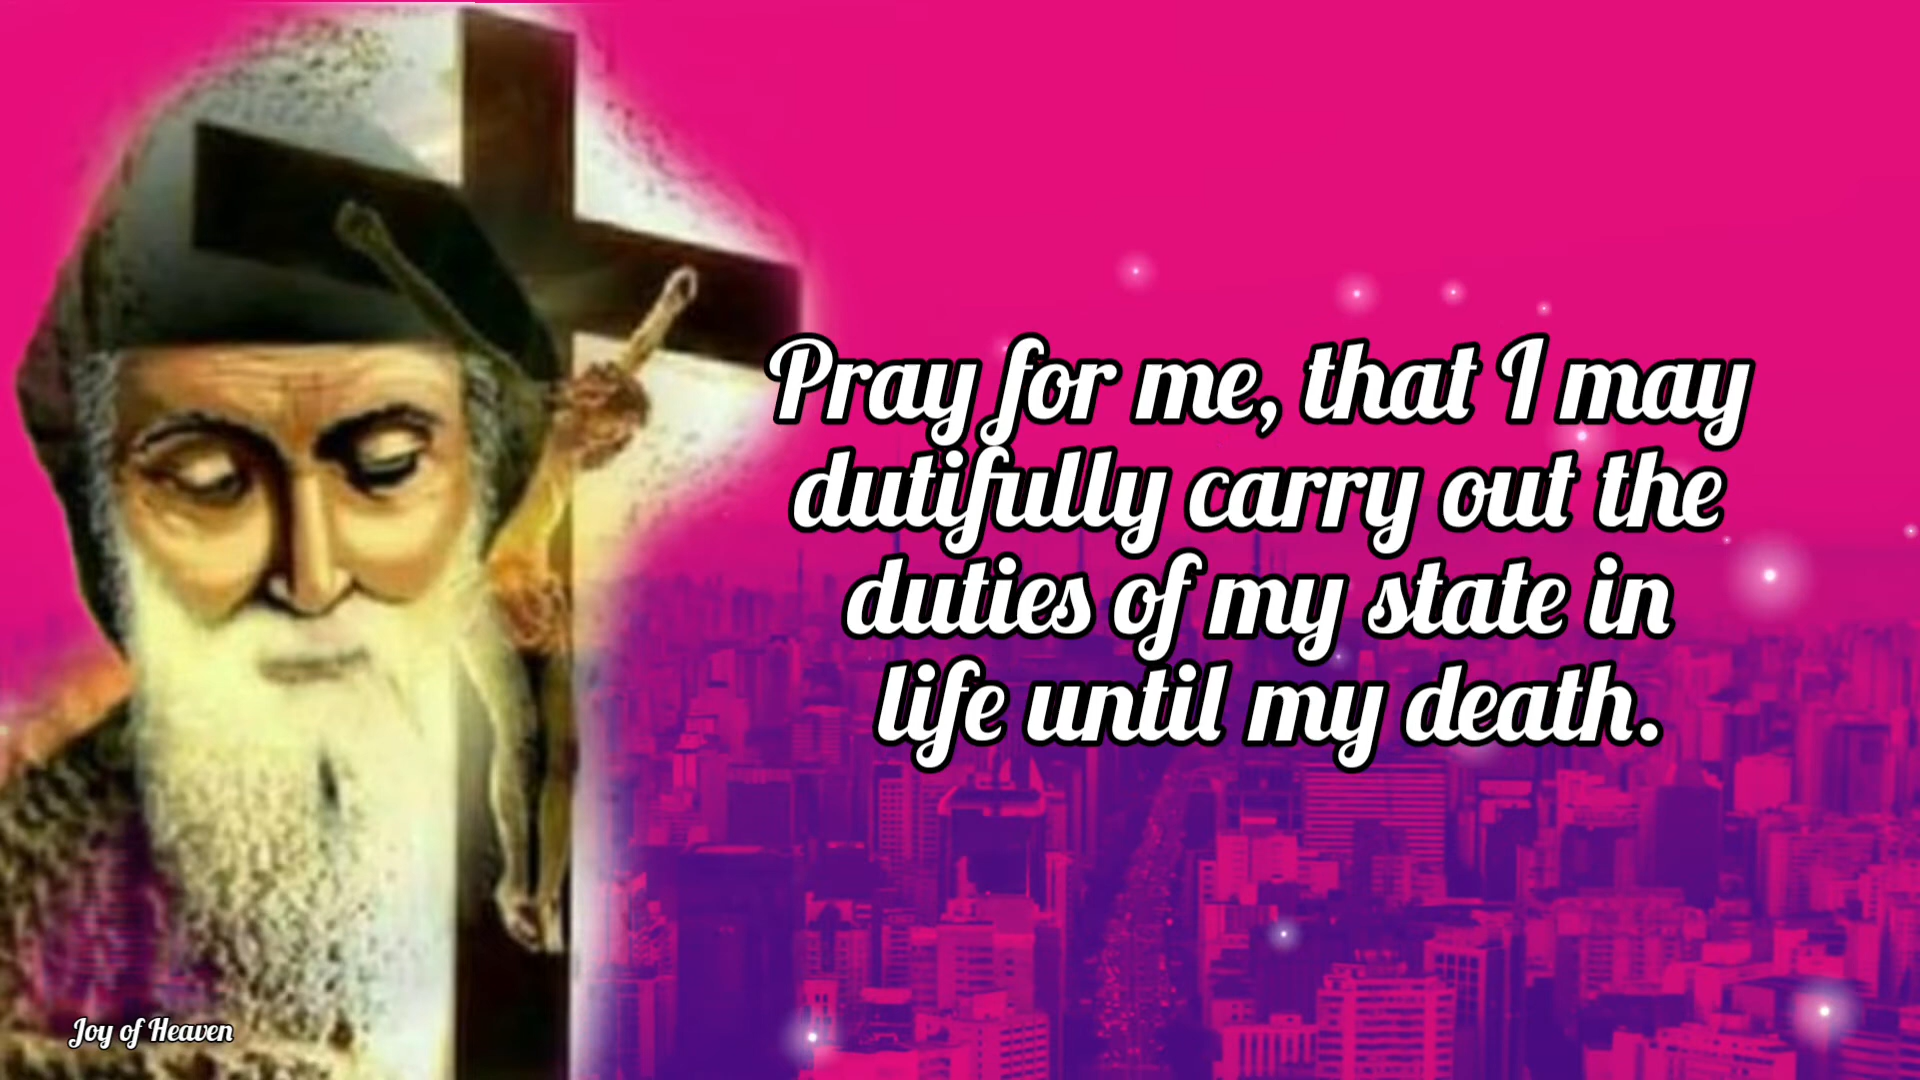 Pray for me, that I may
dutifully carry out the
duties of my state in
life until my death.
Joy of Heaven